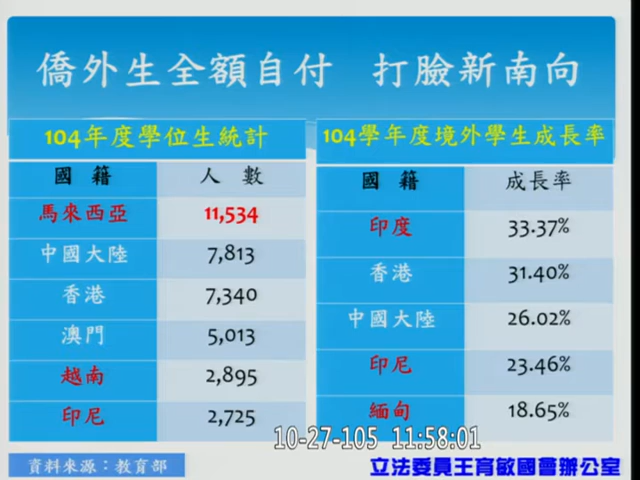 僑外生全額自付 打臉新南向
104年度學位生統計
國籍 人數
馬來西亞 11,534
中國大陸 7,813
香港 7,340
澳門 5,013
越南 2,895
印尼 2,725
104學年度境外學生成長率
國籍 成長率
印度 33.37%
香港 31.40%
中國大陸 26.02%
印尼 23.46%
緬甸 18.65%
10-27-105 11:58:01
資料來源：教育部
立法委員王育敏國會辦公室